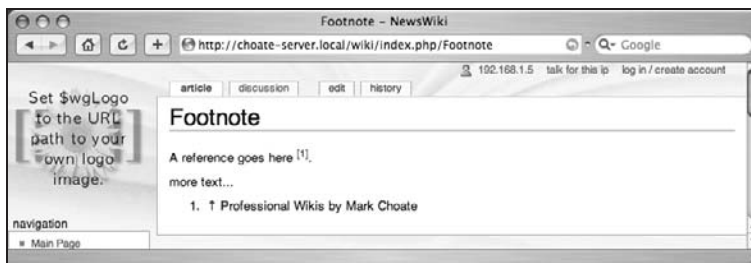 Footnote – NewsWiki
http://choate-server.local/wiki/index.php/Footnote
Google
192.168.1.5 talk for this ip log in / create account
article discussion edit history
Set $wgLogo
to the URL
path to your
own logo
image.
Footnote
A reference goes here [1].
more text...
1. ↑ Professional Wikis by Mark Choate
navigation
Main Page